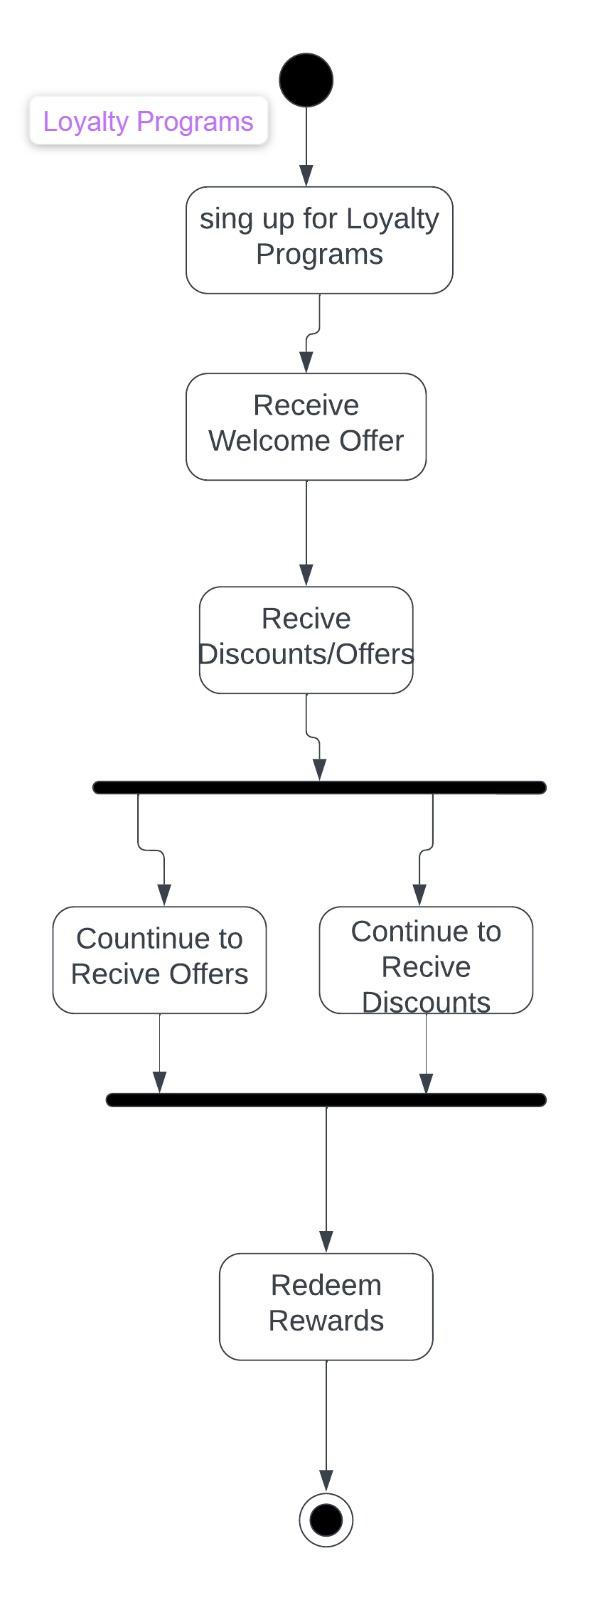 Loyalty Programs
sing up for Loyalty
Programs
Receive
Welcome Offer
Recive
Discounts/Offers
Countinue to
Recive Offers
Continue to
Recive
Discounts
Redeem
Rewards